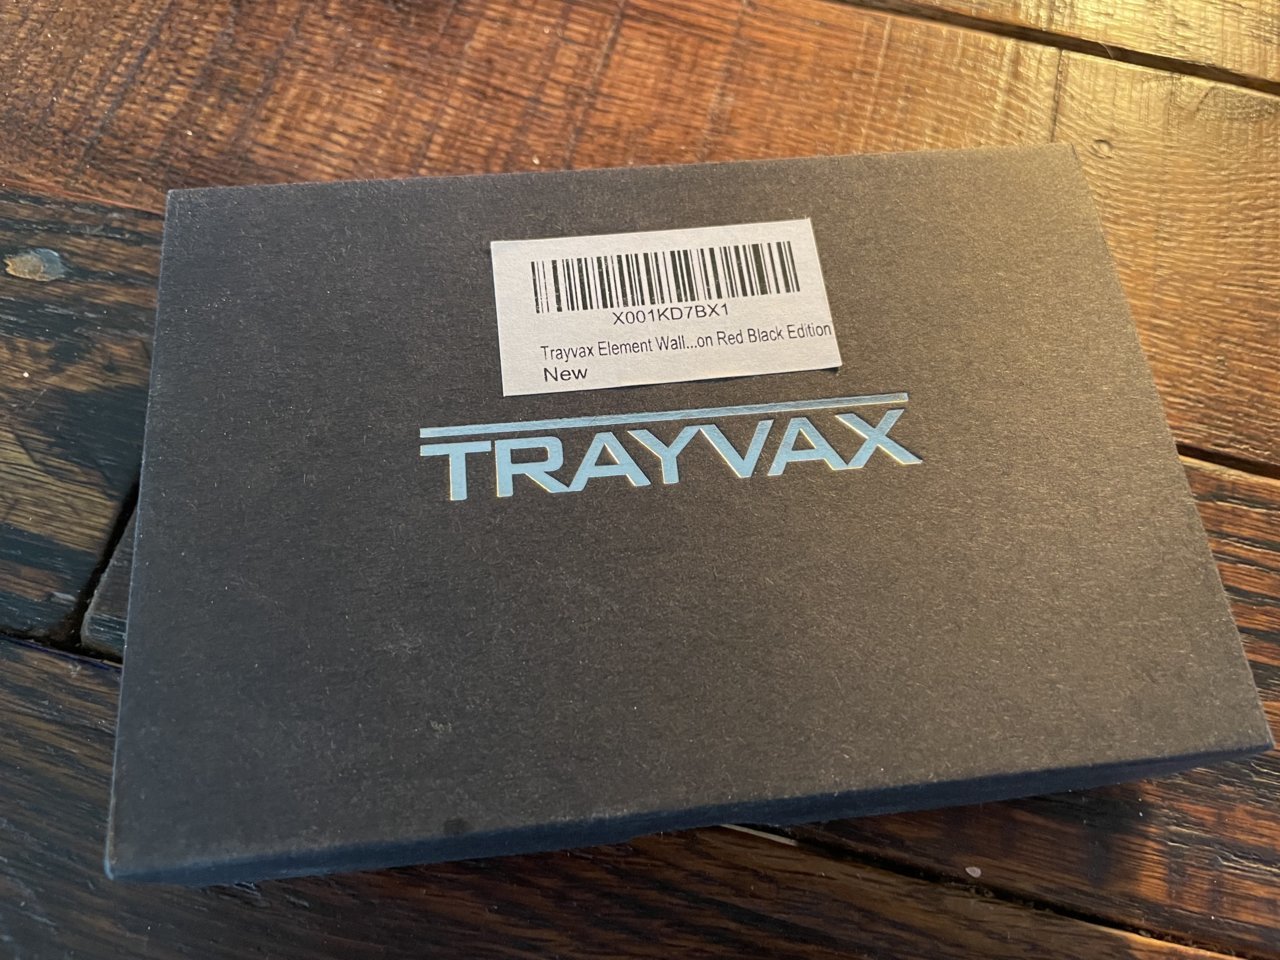 X001KD7BX1
Trayvax Element Wall...on Red Black Edition
New
TRAYVAX